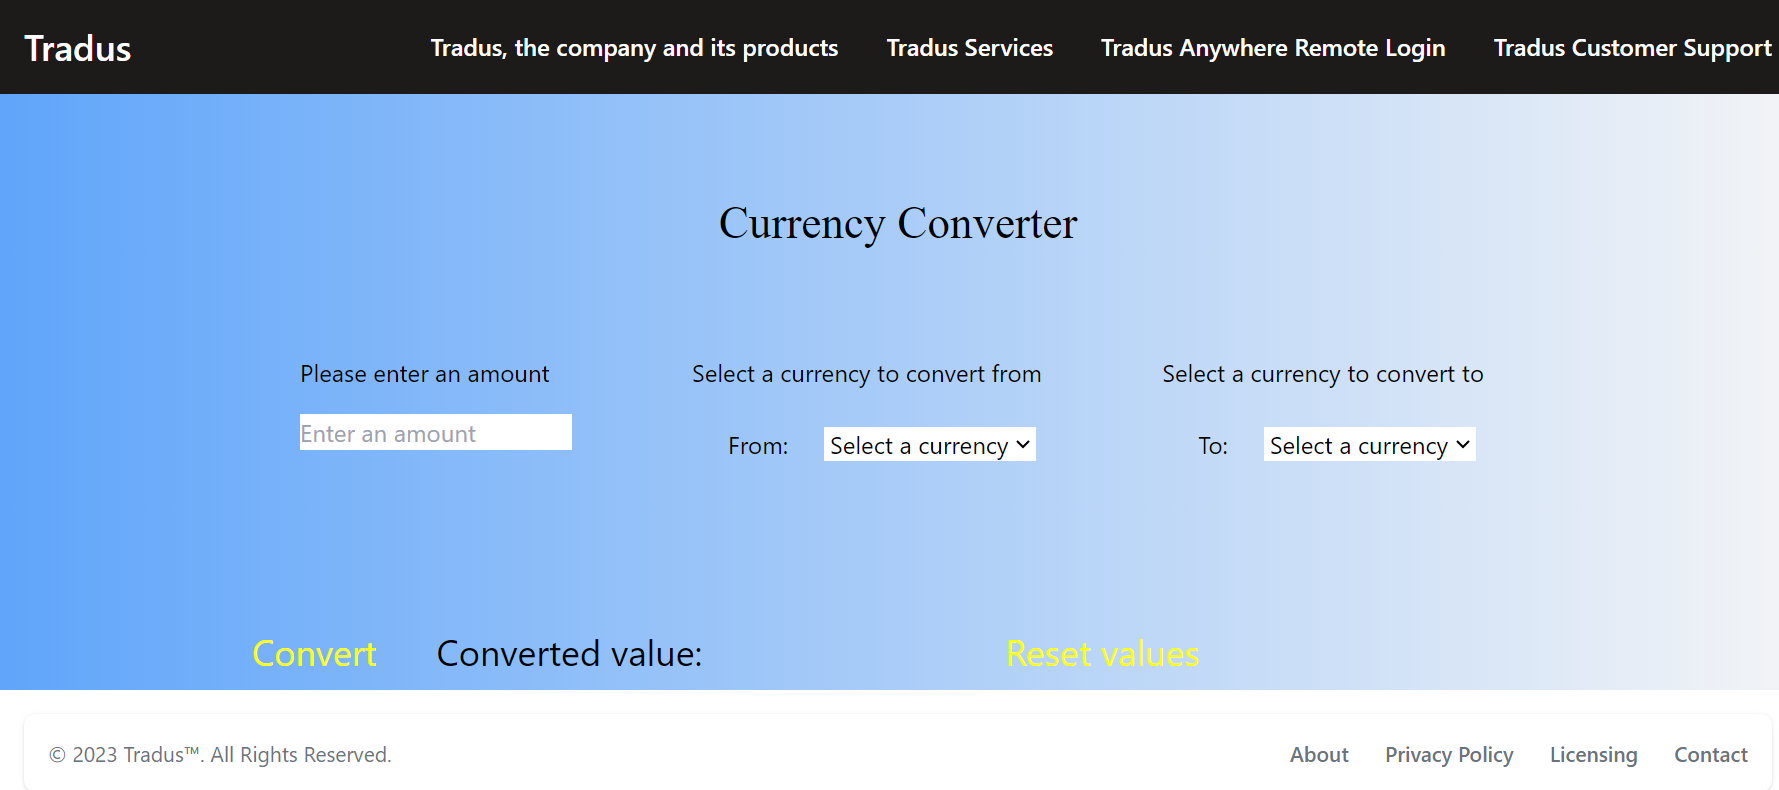 Tradus Tradus, the company and its products Tradus Services Tradus Anywhere Remote Login Tradus Customer Support
Currency Converter
Please enter an amount Select a currency to convert from Select a currency to convert to
Enter an amount From: Select a currency To: Select a currency
Convert Converted value: Reset values
© 2023 Tradus™. All Rights Reserved. About Privacy Policy Licensing Contact